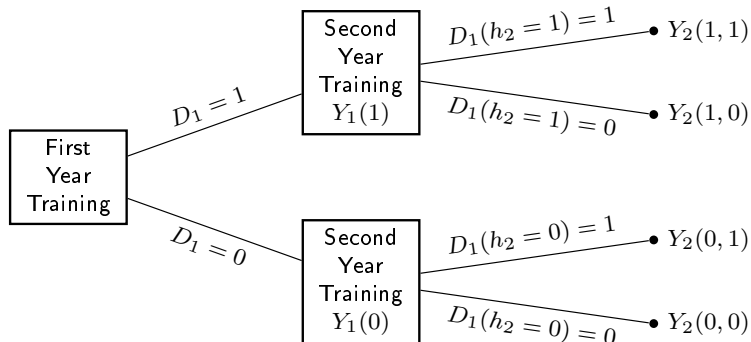 First
Year
Training
D₁ = 1
D₁ = 0
Second
Year
Training
Y₁(1)
D₁(h₂ = 1) = 1
D₁(h₂ = 1) = 0
Y₂(1, 1)
Y₂(1, 0)
Second
Year
Training
Y₁(0)
D₁(h₂ = 0) = 1
D₁(h₂ = 0) = 0
Y₂(0, 1)
Y₂(0, 0)